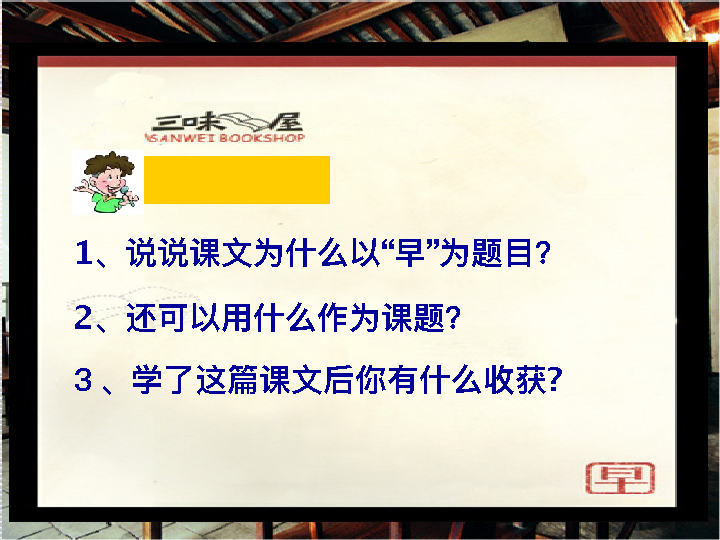 三味屋
SANWEI BOOKSHOP
1、说说课文为什么以“早”为题目?
2、还可以用什么作为课题?
3、学了这篇课文后你有什么收获?
早